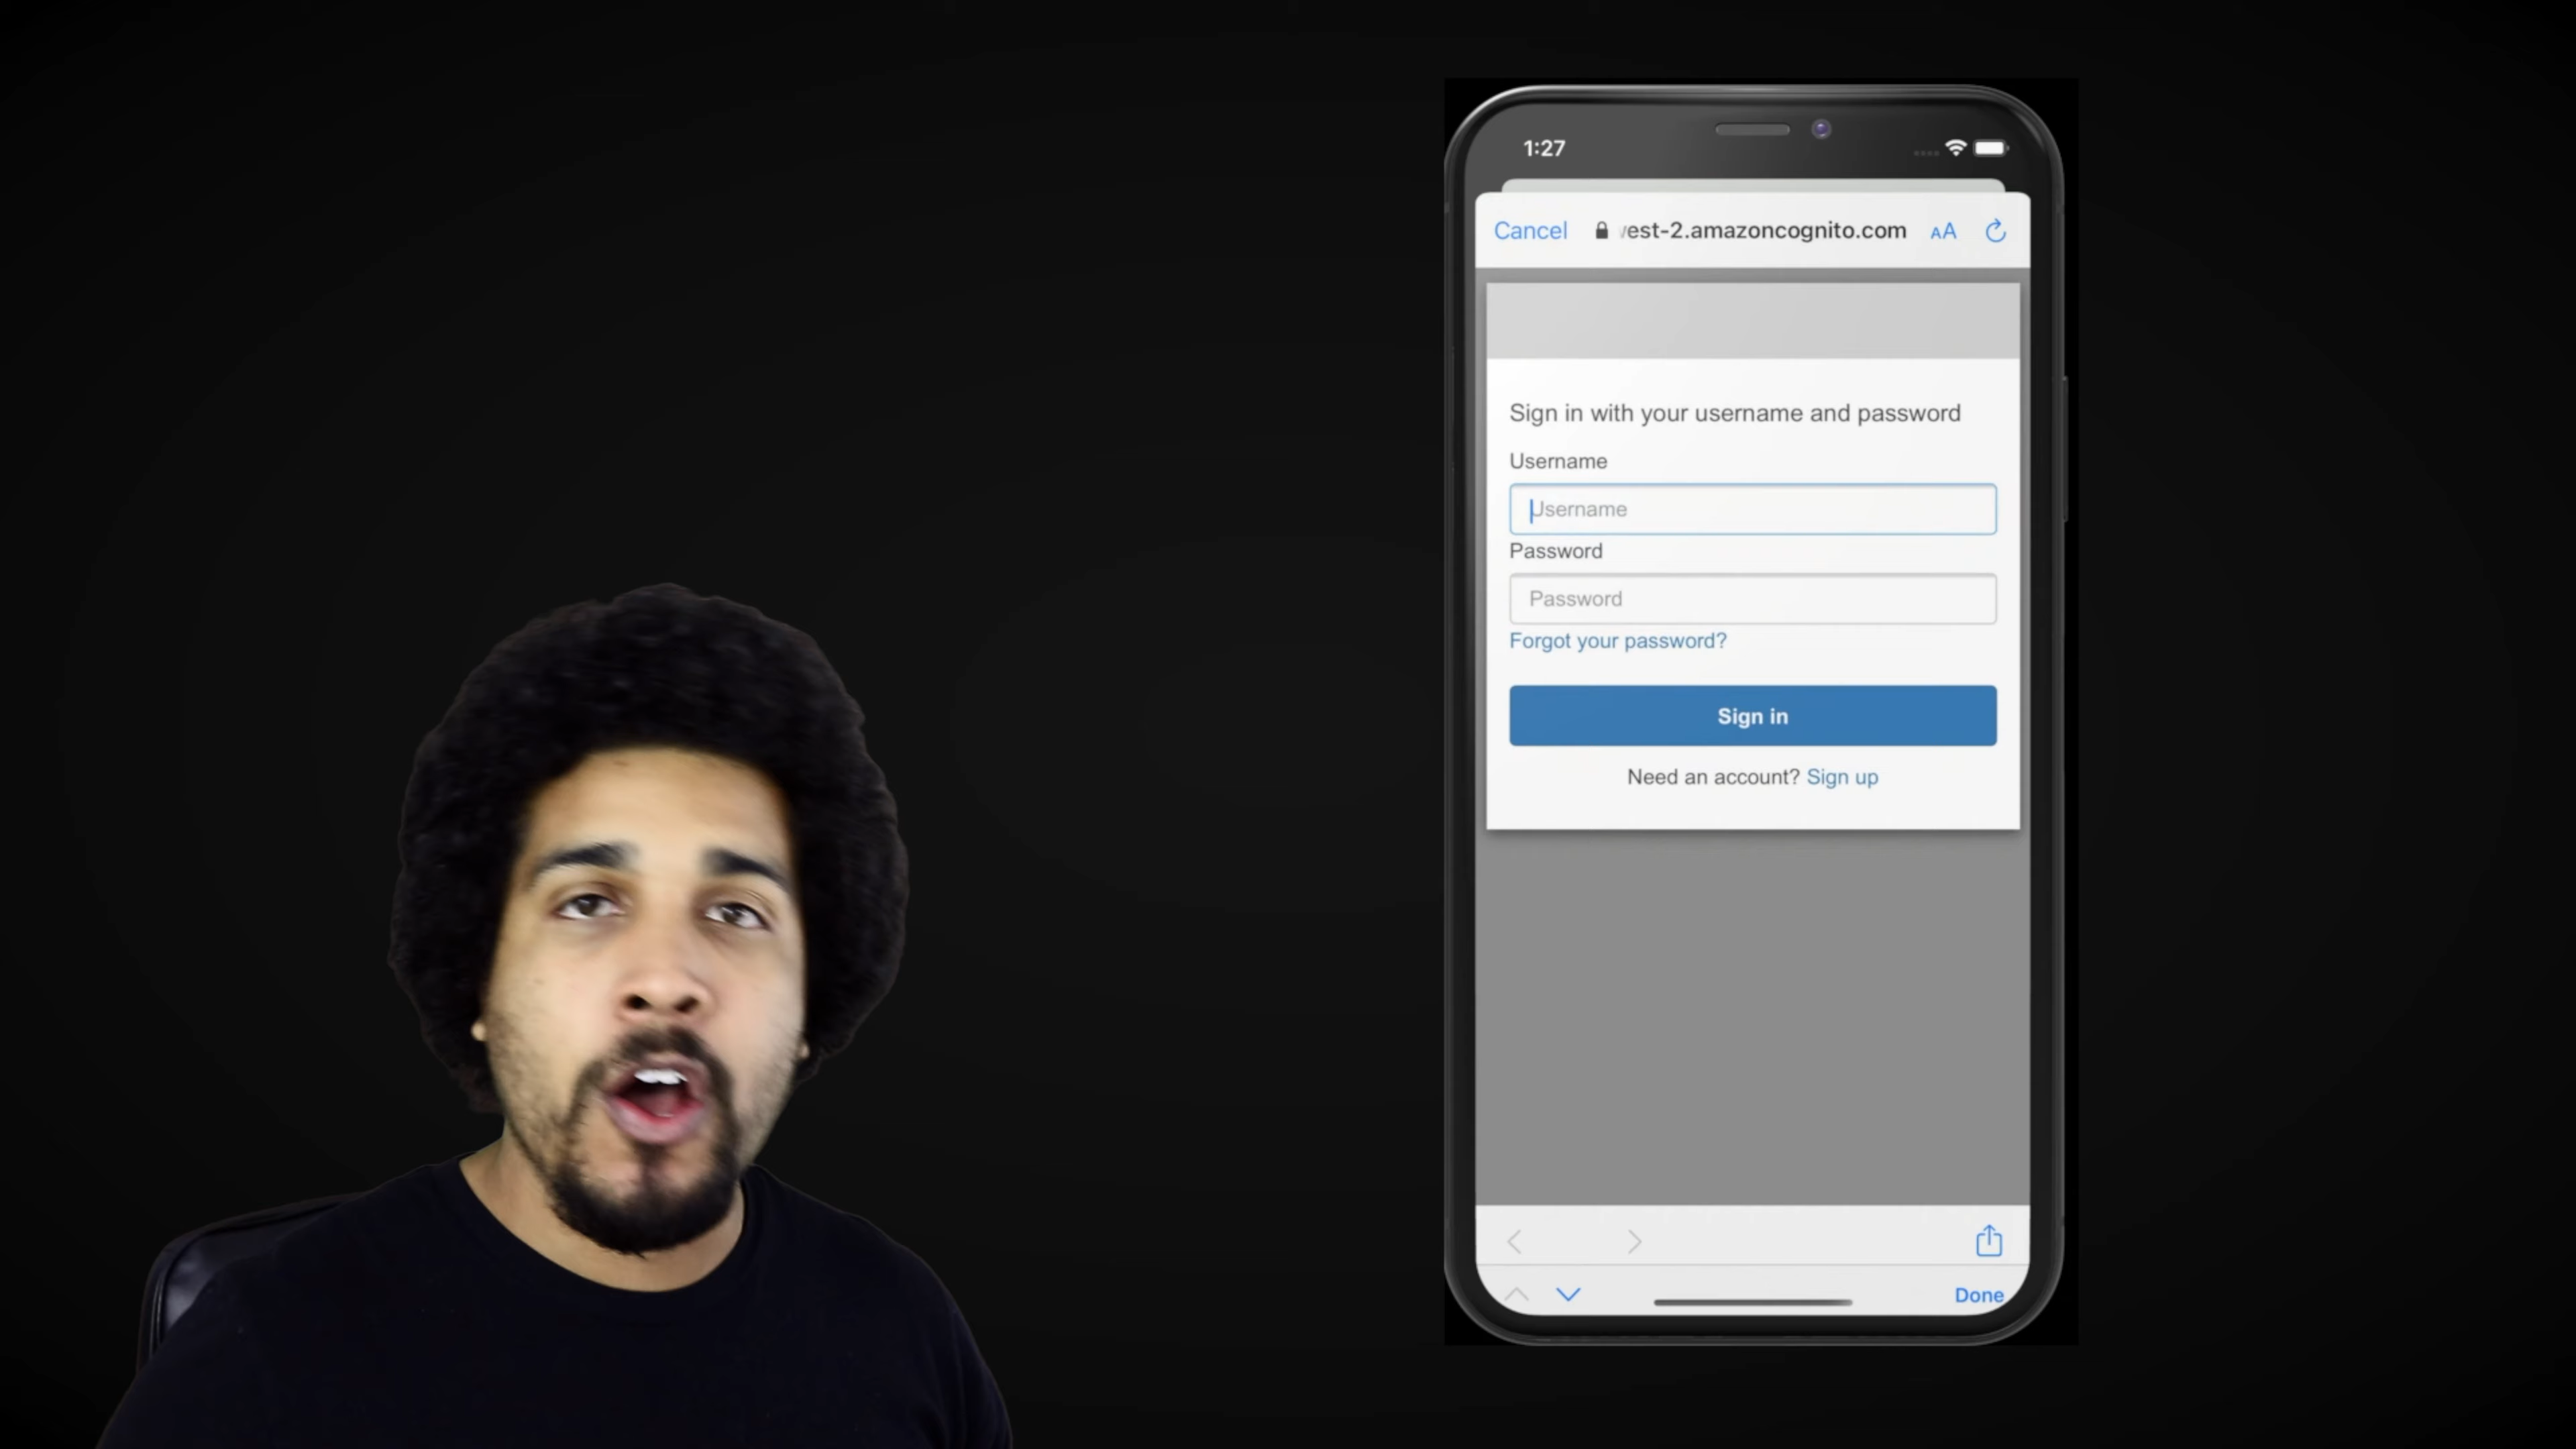 1:27
Cancel
est-2.amazoncognito.com
AA
Sign in with your username and password
Username
Username
Password
Password
Forgot your password?
Sign in
Need an account? Sign up
Done